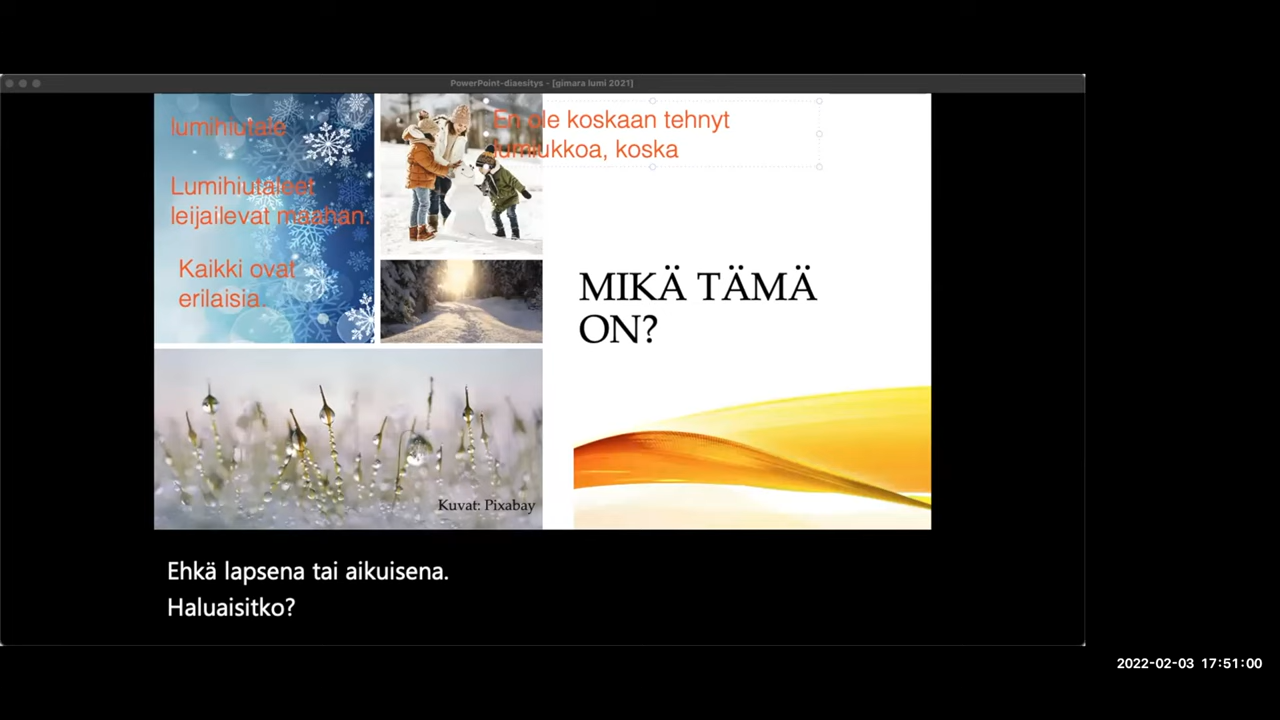 PowerPoint-diaesitys - [gimara lumi 2021]
lumihiutale
Lumihiutaleet
leijailevat maahan.
Kaikki ovat
erilaisia.
En ole koskaan tehnyt
lumiukkoa, koska
MIKÄ TÄMÄ
ON?
Kuvat: Pixabay
Ehkä lapsena tai aikuisena.
Haluaisitko?
2022-02-03 17:51:00